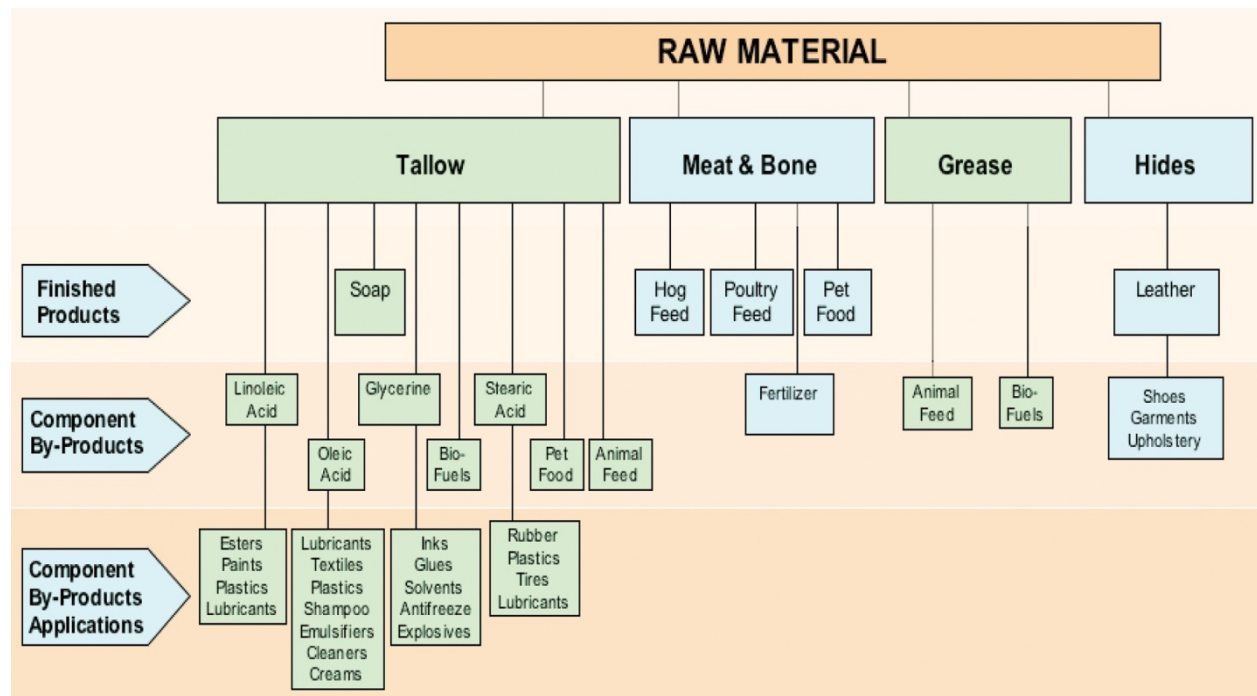 RAW MATERIAL
Tallow
Meat & Bone
Grease
Hides
Finished
Products
Soap
Hog
Feed
Poultry
Feed
Pet
Food
Leather
Component
By-Products
Linoleic
Acid
Oleic
Acid
Glycerine
Bio-
Fuels
Stearic
Acid
Pet
Food
Animal
Feed
Fertilizer
Animal
Feed
Bio-
Fuels
Shoes
Garments
Upholstery
Component
By-Products
Applications
Esters
Paints
Plastics
Lubricants
Lubricants
Textiles
Plastics
Shampoo
Emulsifiers
Cleaners
Creams
Inks
Glues
Solvents
Antifreeze
Explosives
Rubber
Plastics
Tires
Lubricants